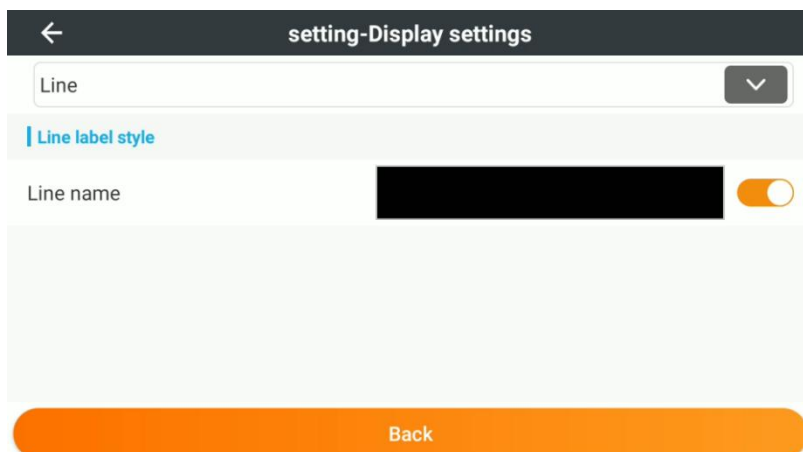 setting-Display settings
Line
Line label style
Line name
Back